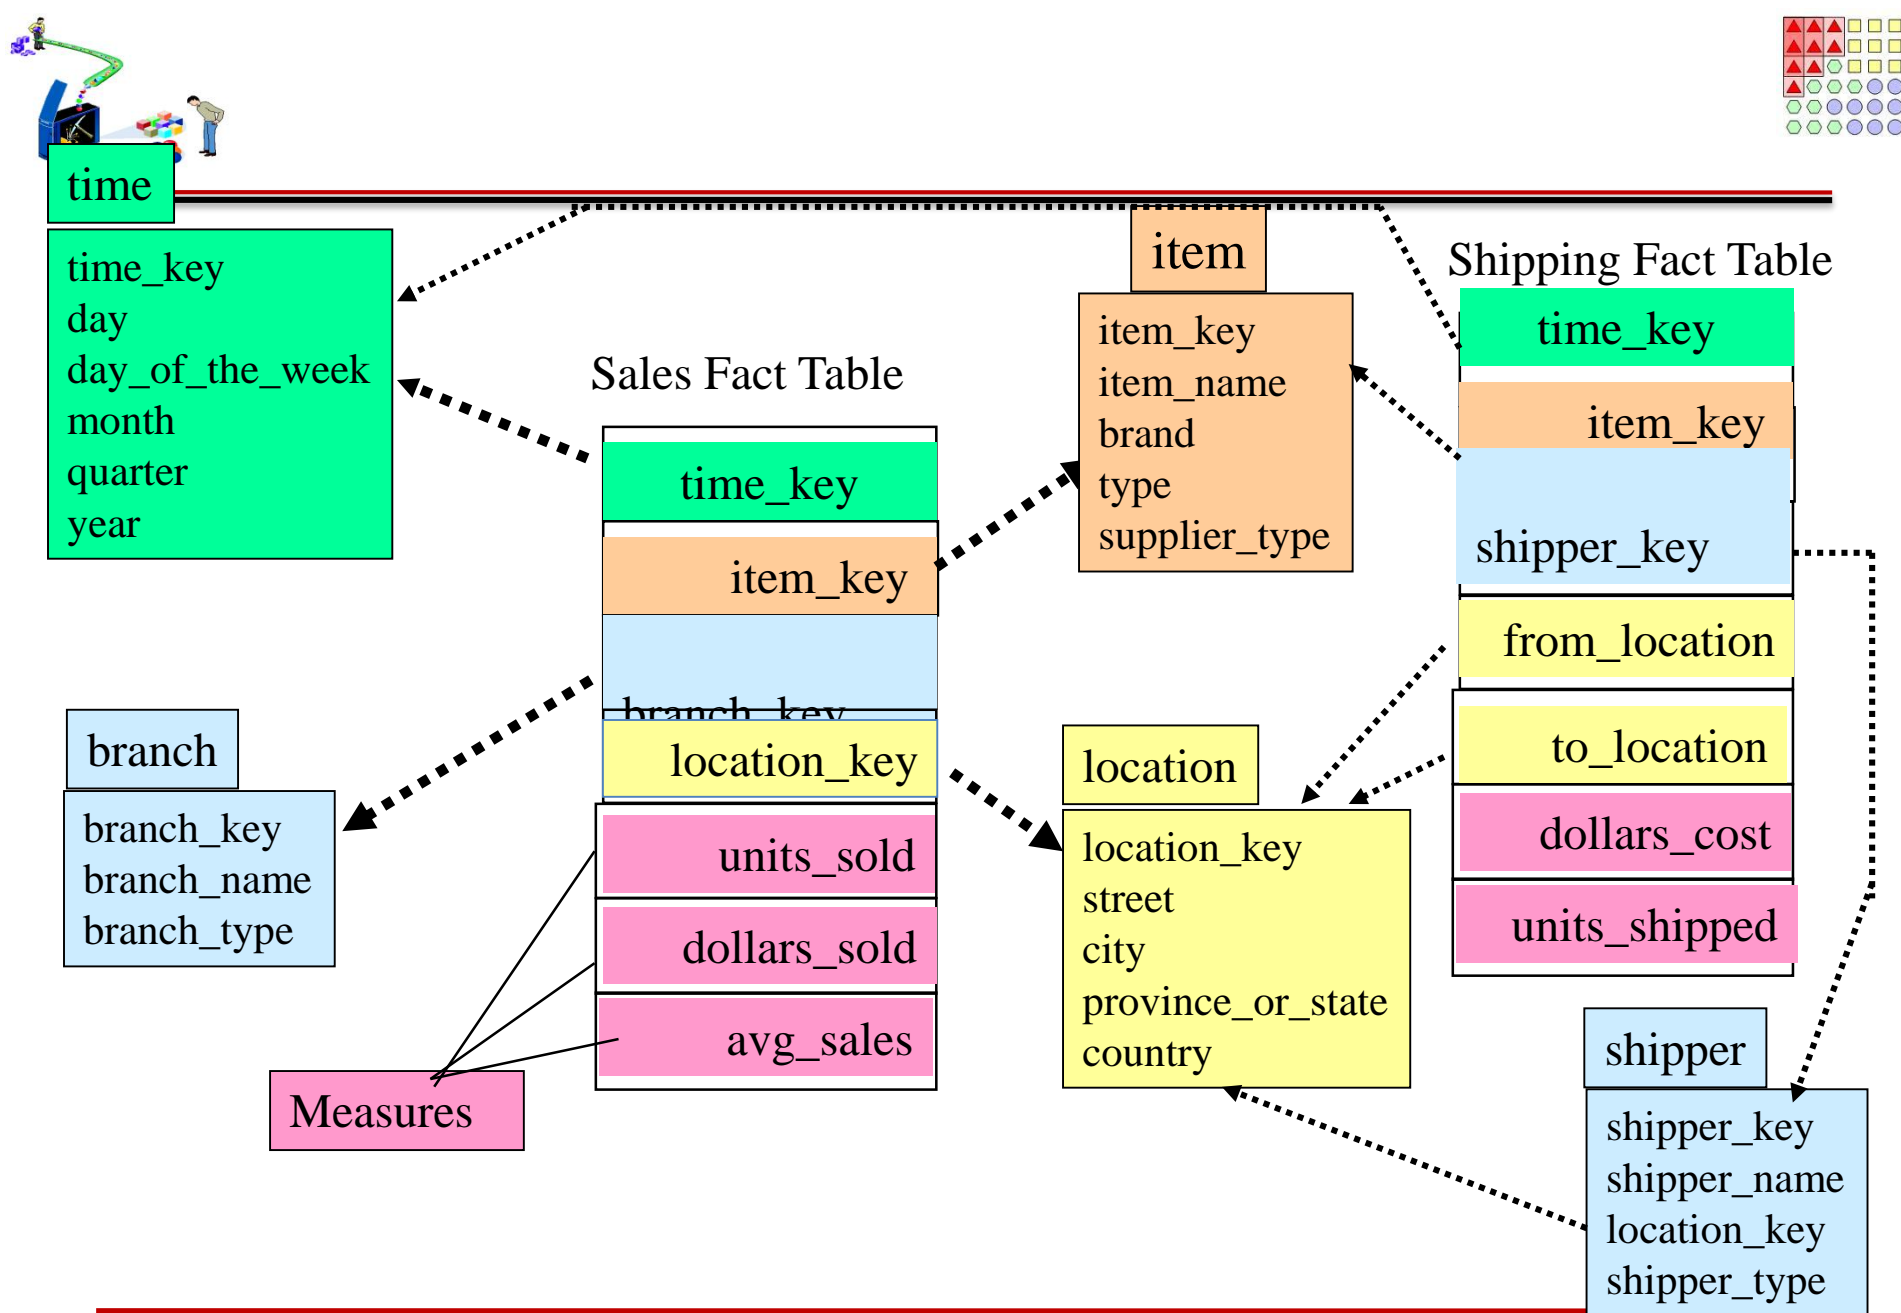 time
time_key
day
day_of_the_week
month
quarter
year
Sales Fact Table
time_key
item_key
branch_key
location_key
units_sold
dollars_sold
avg_sales
Measures
branch
branch_key
branch_name
branch_type
item
item_key
item_name
brand
type
supplier_type
location
location_key
street
city
province_or_state
country
Shipping Fact Table
time_key
item_key
shipper_key
from_location
to_location
dollars_cost
units_shipped
shipper
shipper_key
shipper_name
location_key
shipper_type